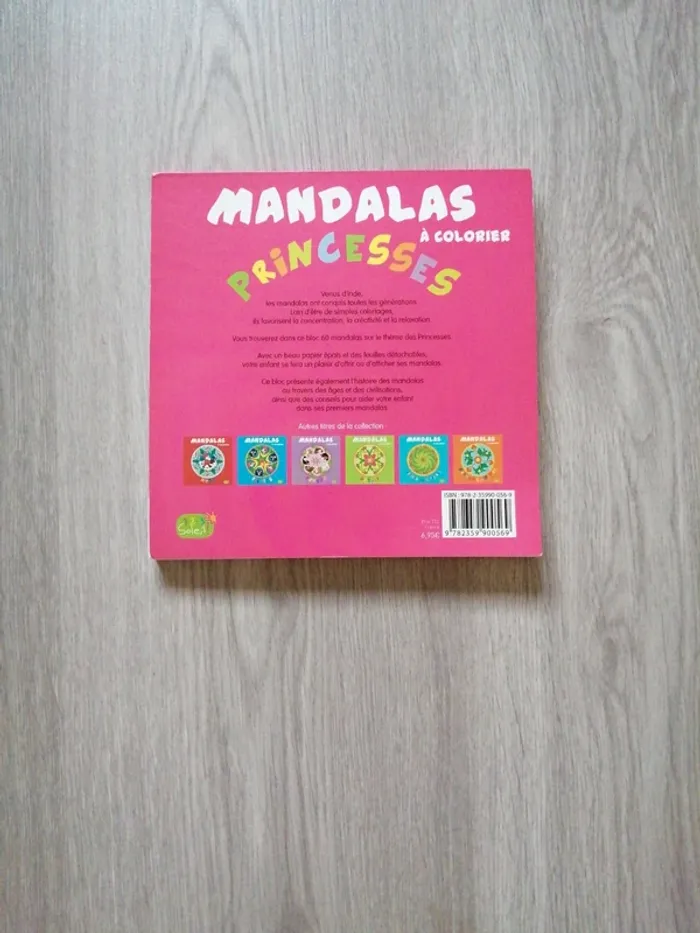 MANDALAS
À COLORIER
PRINCESSES
Venus d'Inde,
les mandalas ont conquis toutes les générations.
Loin d'être de simples coloriages,
ils favorisent la concentration, la créativité et la relaxation.
Vous trouverez dans ce bloc 60 mandalas sur le thème des Princesses.
Avec un beau papier épais et des feuilles détachables,
votre enfant se fera un plaisir d'offrir ou d'afficher ses mandalas.
Ce bloc présente également l'histoire des mandalas
au travers des âges et des civilisations,
ainsi que des conseils pour aider votre enfant
dans ses premiers mandalas.
Autres titres de la collection :
MANDALAS MANDALAS MANDALAS MANDALAS MANDALAS MANDALAS
ISBN : 978-2-35990-056-9
Soleil
6,95€
9 782359 900569